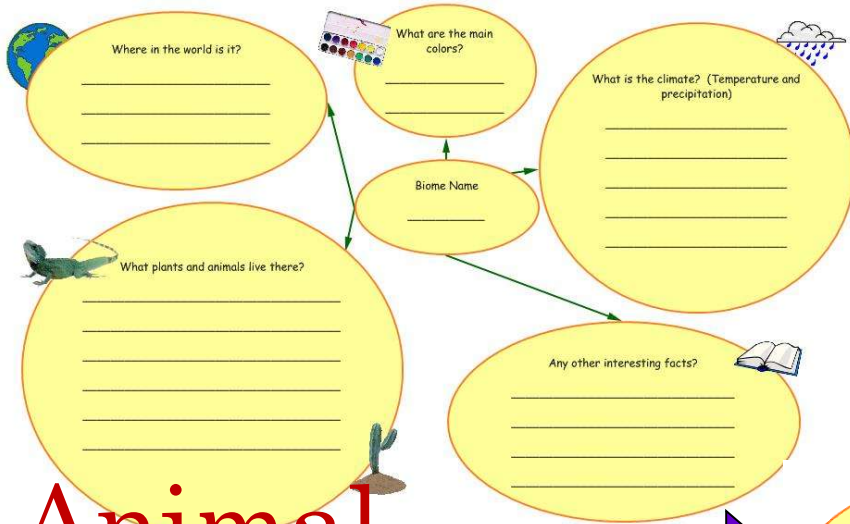 Where in the world is it?
What are the main
colors?
What is the climate? (Temperature and
precipitation)
Biome Name
What plants and animals live there?
Any other interesting facts?
Animal